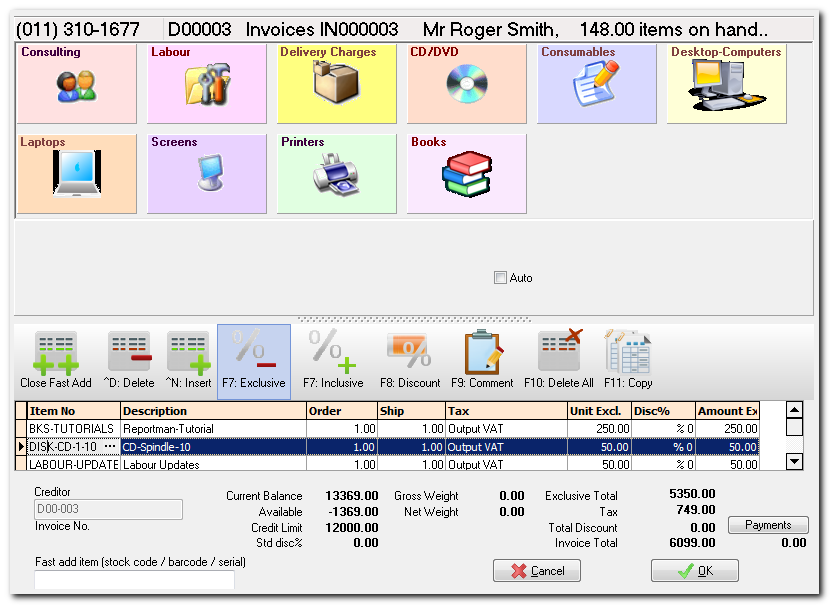 (011) 310-1677 D00003 Invoices IN000003 Mr Roger Smith, 148.00 items on hand..
Consulting Labour Delivery Charges CD/DVD Consumables Desktop-Computers
Laptops Screens Printers Books
Auto
Close Fast Add ^D: Delete ^N: Insert F7: Exclusive F7: Inclusive F8: Discount F9: Comment F10: Delete All F11: Copy
Item No Description Order Ship Tax Unit Excl. Disc% Amount Ex
BKS-TUTORIALS Reportman-Tutorial 1.00 1.00 Output VAT 250.00 % 0 250.00
DISK-CD-1-10 ... CD-Spindle-10 1.00 1.00 Output VAT 50.00 % 0 50.00
LABOUR-UPDATE Labour Updates 1.00 1.00 Output VAT 50.00 % 0 50.00
Creditor Current Balance 13369.00 Gross Weight 0.00 Exclusive Total 5350.00
D00-003 Available -1369.00 Net Weight 0.00 Tax 749.00
Invoice No. Credit Limit 12000.00 Total Discount 0.00 Payments
Std disc% 0.00 Invoice Total 6099.00 0.00
Fast add item (stock code / barcode / serial) Cancel OK